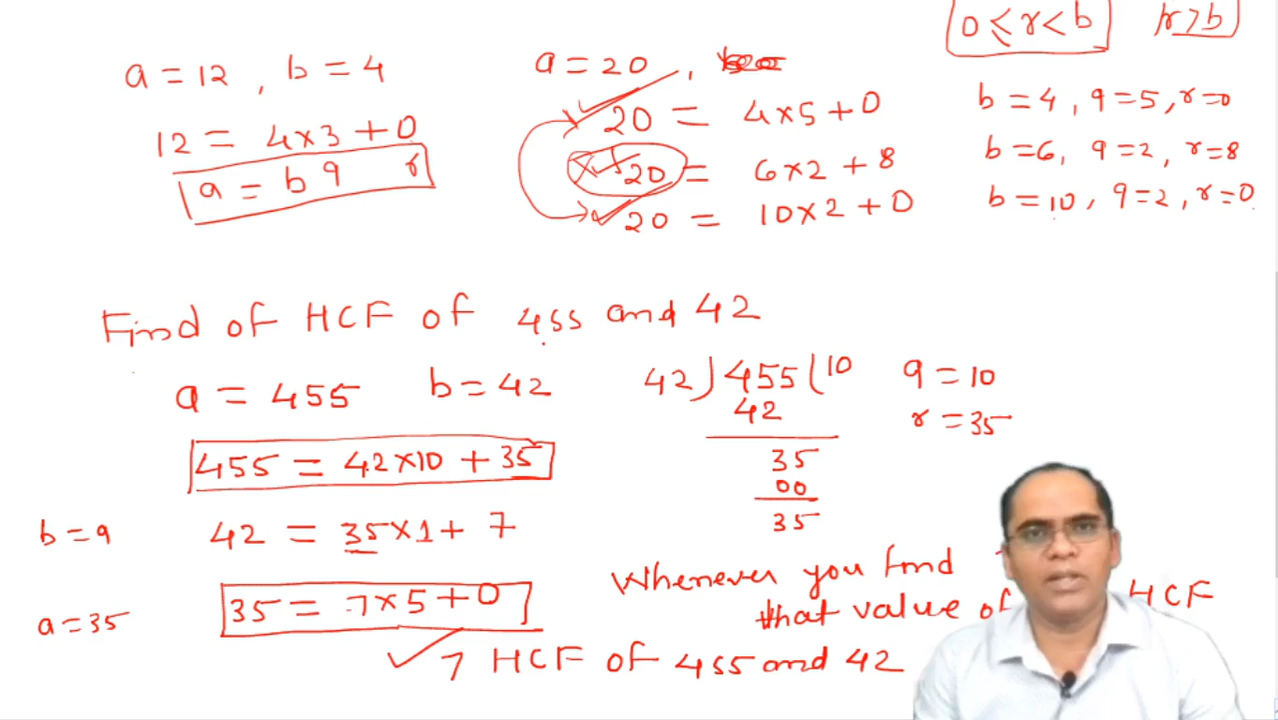 0 ≤ r < b r > b
a = 12 , b = 4
12 = 4×3 + 0
a = b q r
a = 20 ,
20 = 4×5 + 0
20 = 6×2 + 8
20 = 10×2 + 0
b = 4, q = 5, r = 0
b = 6, q = 2, r = 8
b = 10, q = 2, r = 0
Find of HCF of 455 and 42
a = 455 b = 42
455 = 42×10 + 35
b = 9 42 = 35×1 + 7
a = 35 35 = 7×5 + 0
7 HCF of 455 and 42
42 ) 455 ( 10
42
35
00
35
q = 10
r = 35
Whenever you find
that value of HCF